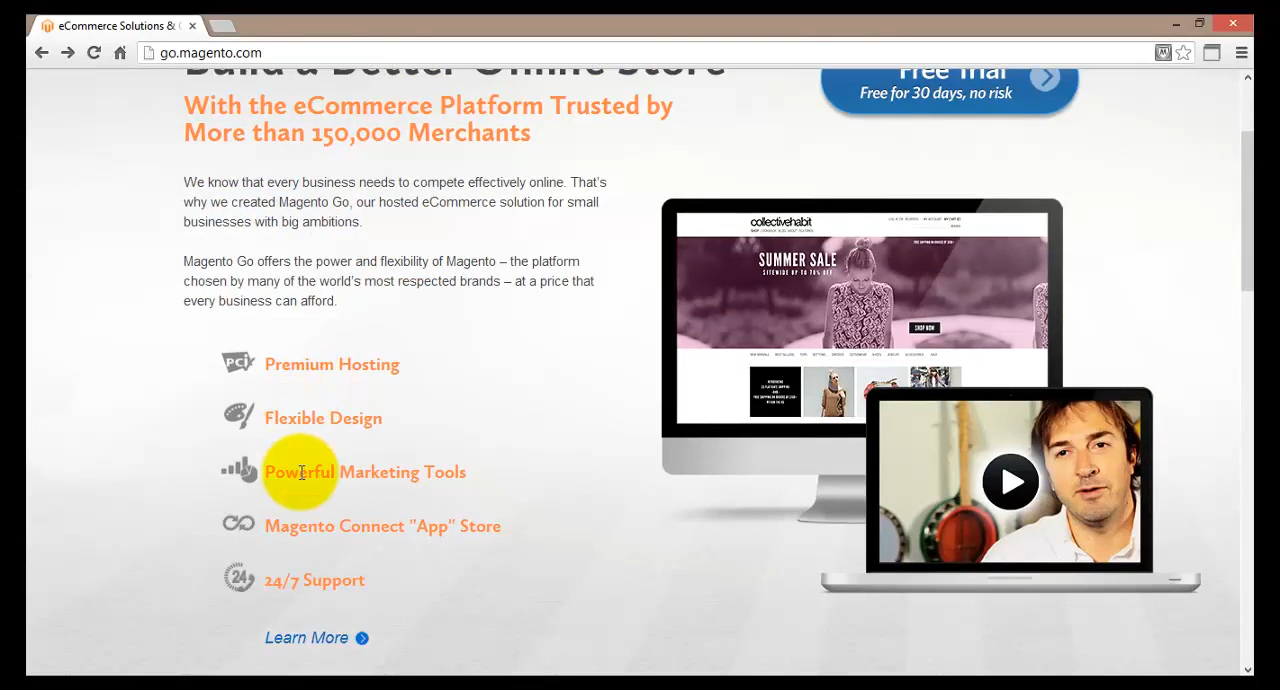 eCommerce Solutions &
go.magento.com
Build a Better Online Store
With the eCommerce Platform Trusted by
More than 150,000 Merchants
Free Trial
Free for 30 days, no risk
We know that every business needs to compete effectively online. That's
why we created Magento Go, our hosted eCommerce solution for small
businesses with big ambitions.
Magento Go offers the power and flexibility of Magento – the platform
chosen by many of the world's most respected brands – at a price that
every business can afford.
PCI Premium Hosting
Flexible Design
Powerful Marketing Tools
Magento Connect "App" Store
24 24/7 Support
Learn More
collectivehabit
SUMMER SALE
SITEWIDE UP TO 70% OFF
SHOP NOW